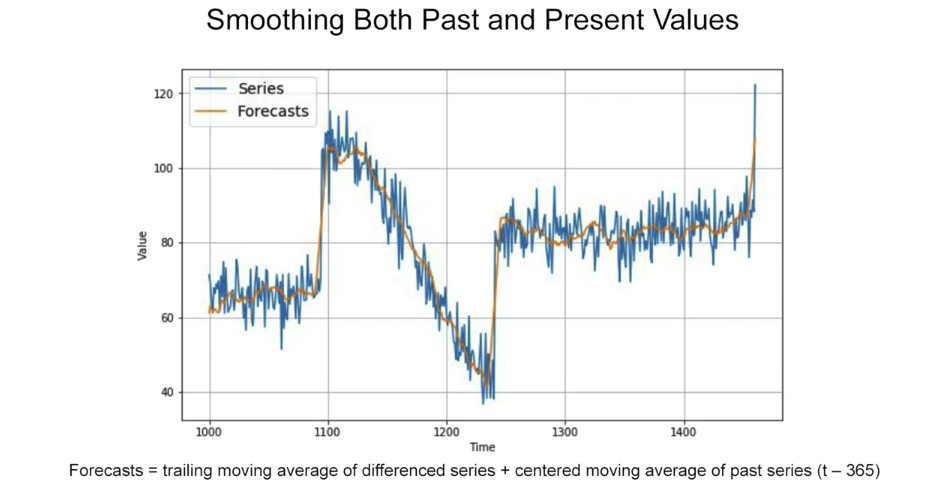 Smoothing Both Past and Present Values
Series
Forecasts
120
100
80
60
40
Value
1000 1100 1200 1300 1400
Time
Forecasts = trailing moving average of differenced series + centered moving average of past series (t – 365)